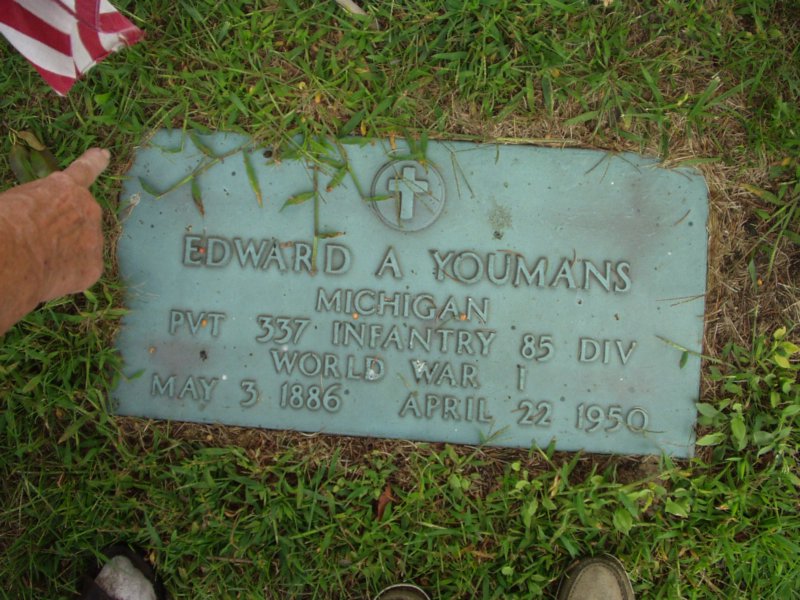 EDWARD A YOUMANS
MICHIGAN
PVT 337 INFANTRY 85 DIV
WORLD WAR I
MAY 3 1886 APRIL 22 1950